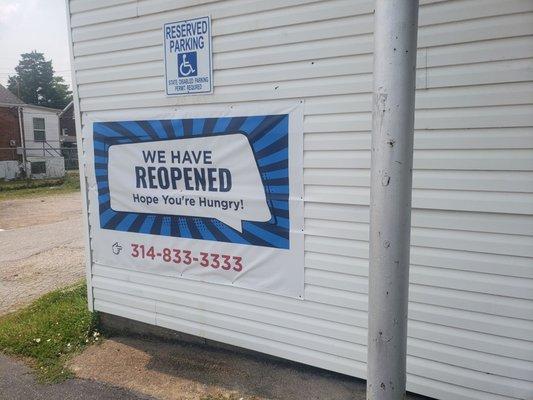 RESERVED
PARKING
STATE DISABLED PARKING
PERMIT REQUIRED
WE HAVE
REOPENED
Hope You're Hungry!
314-833-3333